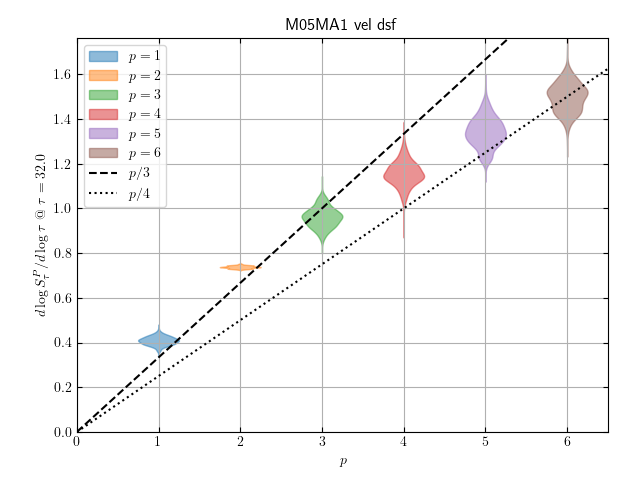 M05MA1 vel dsf
d log S_τ^P / d log τ @ τ = 32.0
1.6
1.4
1.2
1.0
0.8
0.6
0.4
0.2
0.0
p = 1
p = 2
p = 3
p = 4
p = 5
p = 6
p/3
p/4
0 1 2 3 4 5 6
p